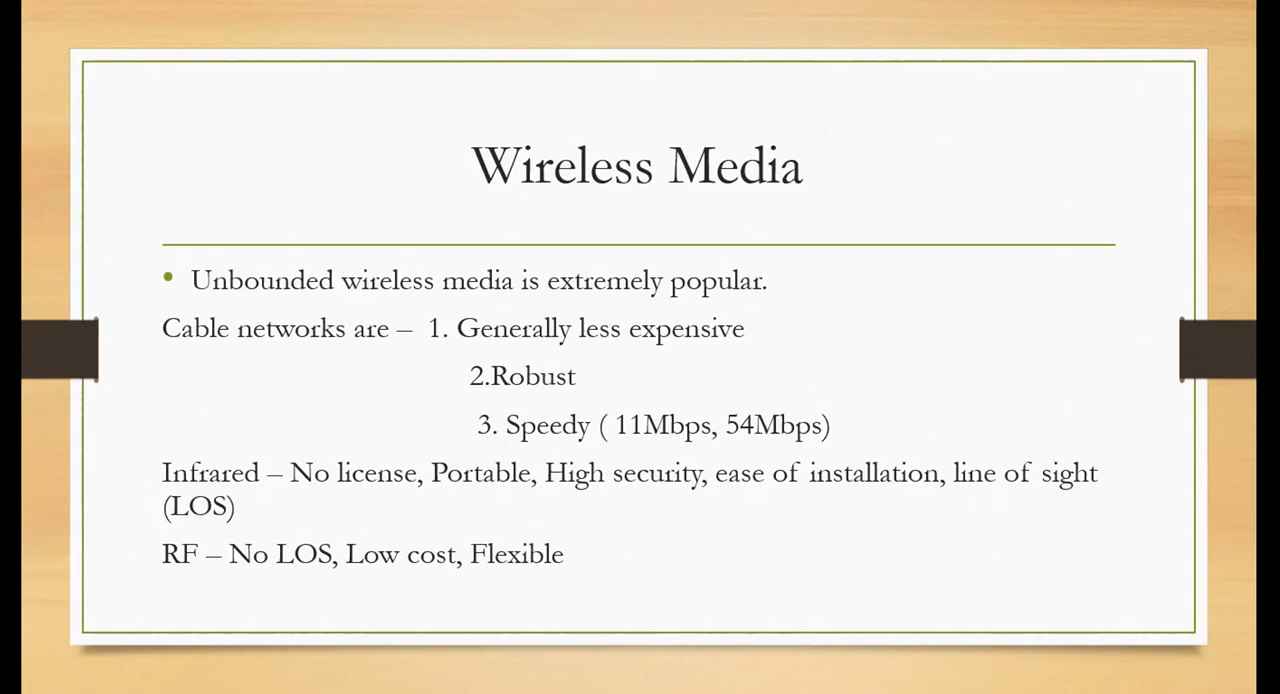 Wireless Media
• Unbounded wireless media is extremely popular.
Cable networks are – 1. Generally less expensive
2.Robust
3. Speedy ( 11Mbps, 54Mbps)
Infrared – No license, Portable, High security, ease of installation, line of sight
(LOS)
RF – No LOS, Low cost, Flexible